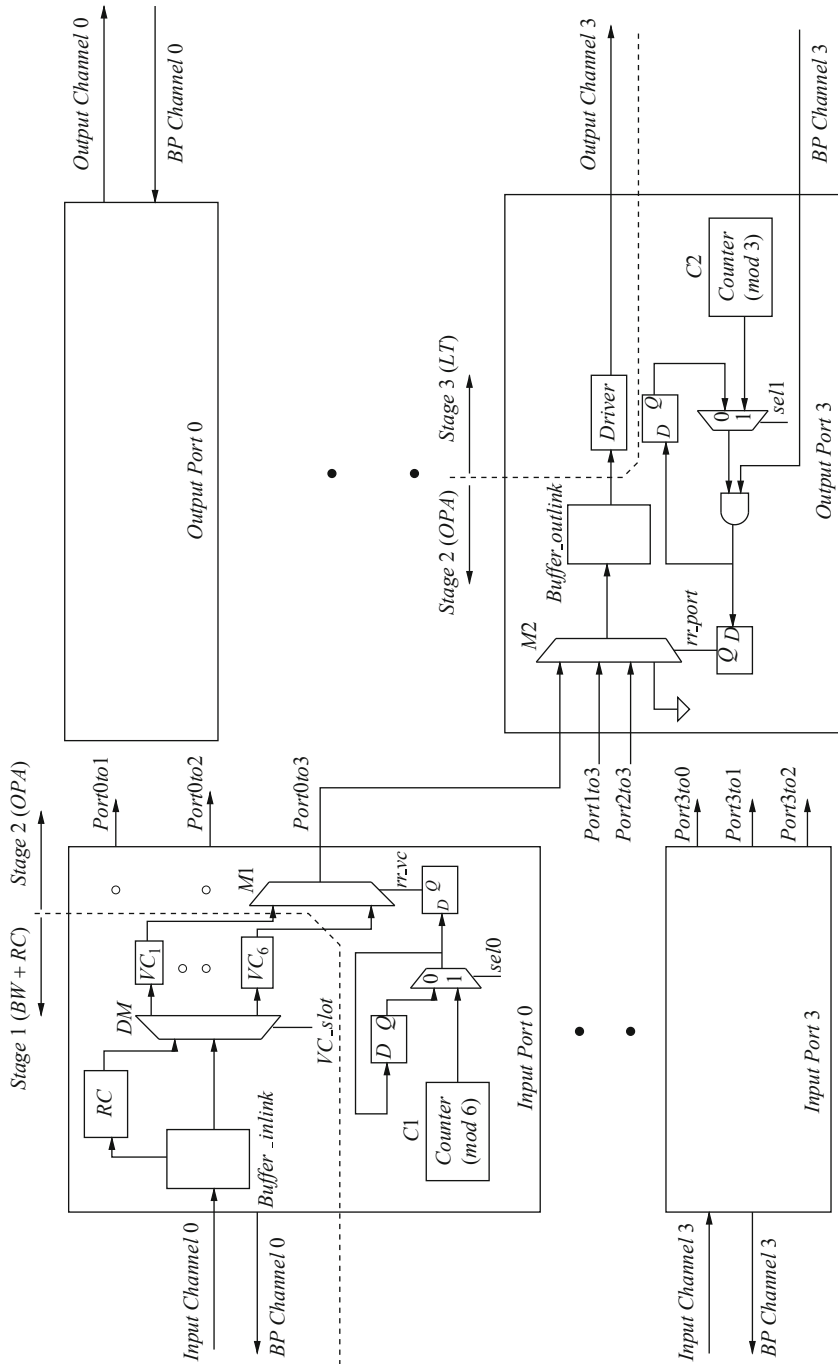 Stage 1 (BW + RC)
Stage 2 (OPA)
Input Channel 0
BP Channel 0
Buffer_inlink
RC
DM
VC_slot
VC1
VC6
M1
rr_vc
D Q
0
1
sel0
D Q
C1
Counter
(mod 6)
Input Port 0
Port0to1
Port0to2
Port0to3
Input Channel 3
BP Channel 3
Input Port 3
Port3to0
Port3to1
Port3to2
Output Port 0
Output Channel 0
BP Channel 0
Stage 2 (OPA)
Stage 3 (LT)
Port1to3
Port2to3
M2
rr_port
Q D
Buffer_outlink
Driver
D Q
0
1
sel1
C2
Counter
(mod 3)
Output Port 3
Output Channel 3
BP Channel 3